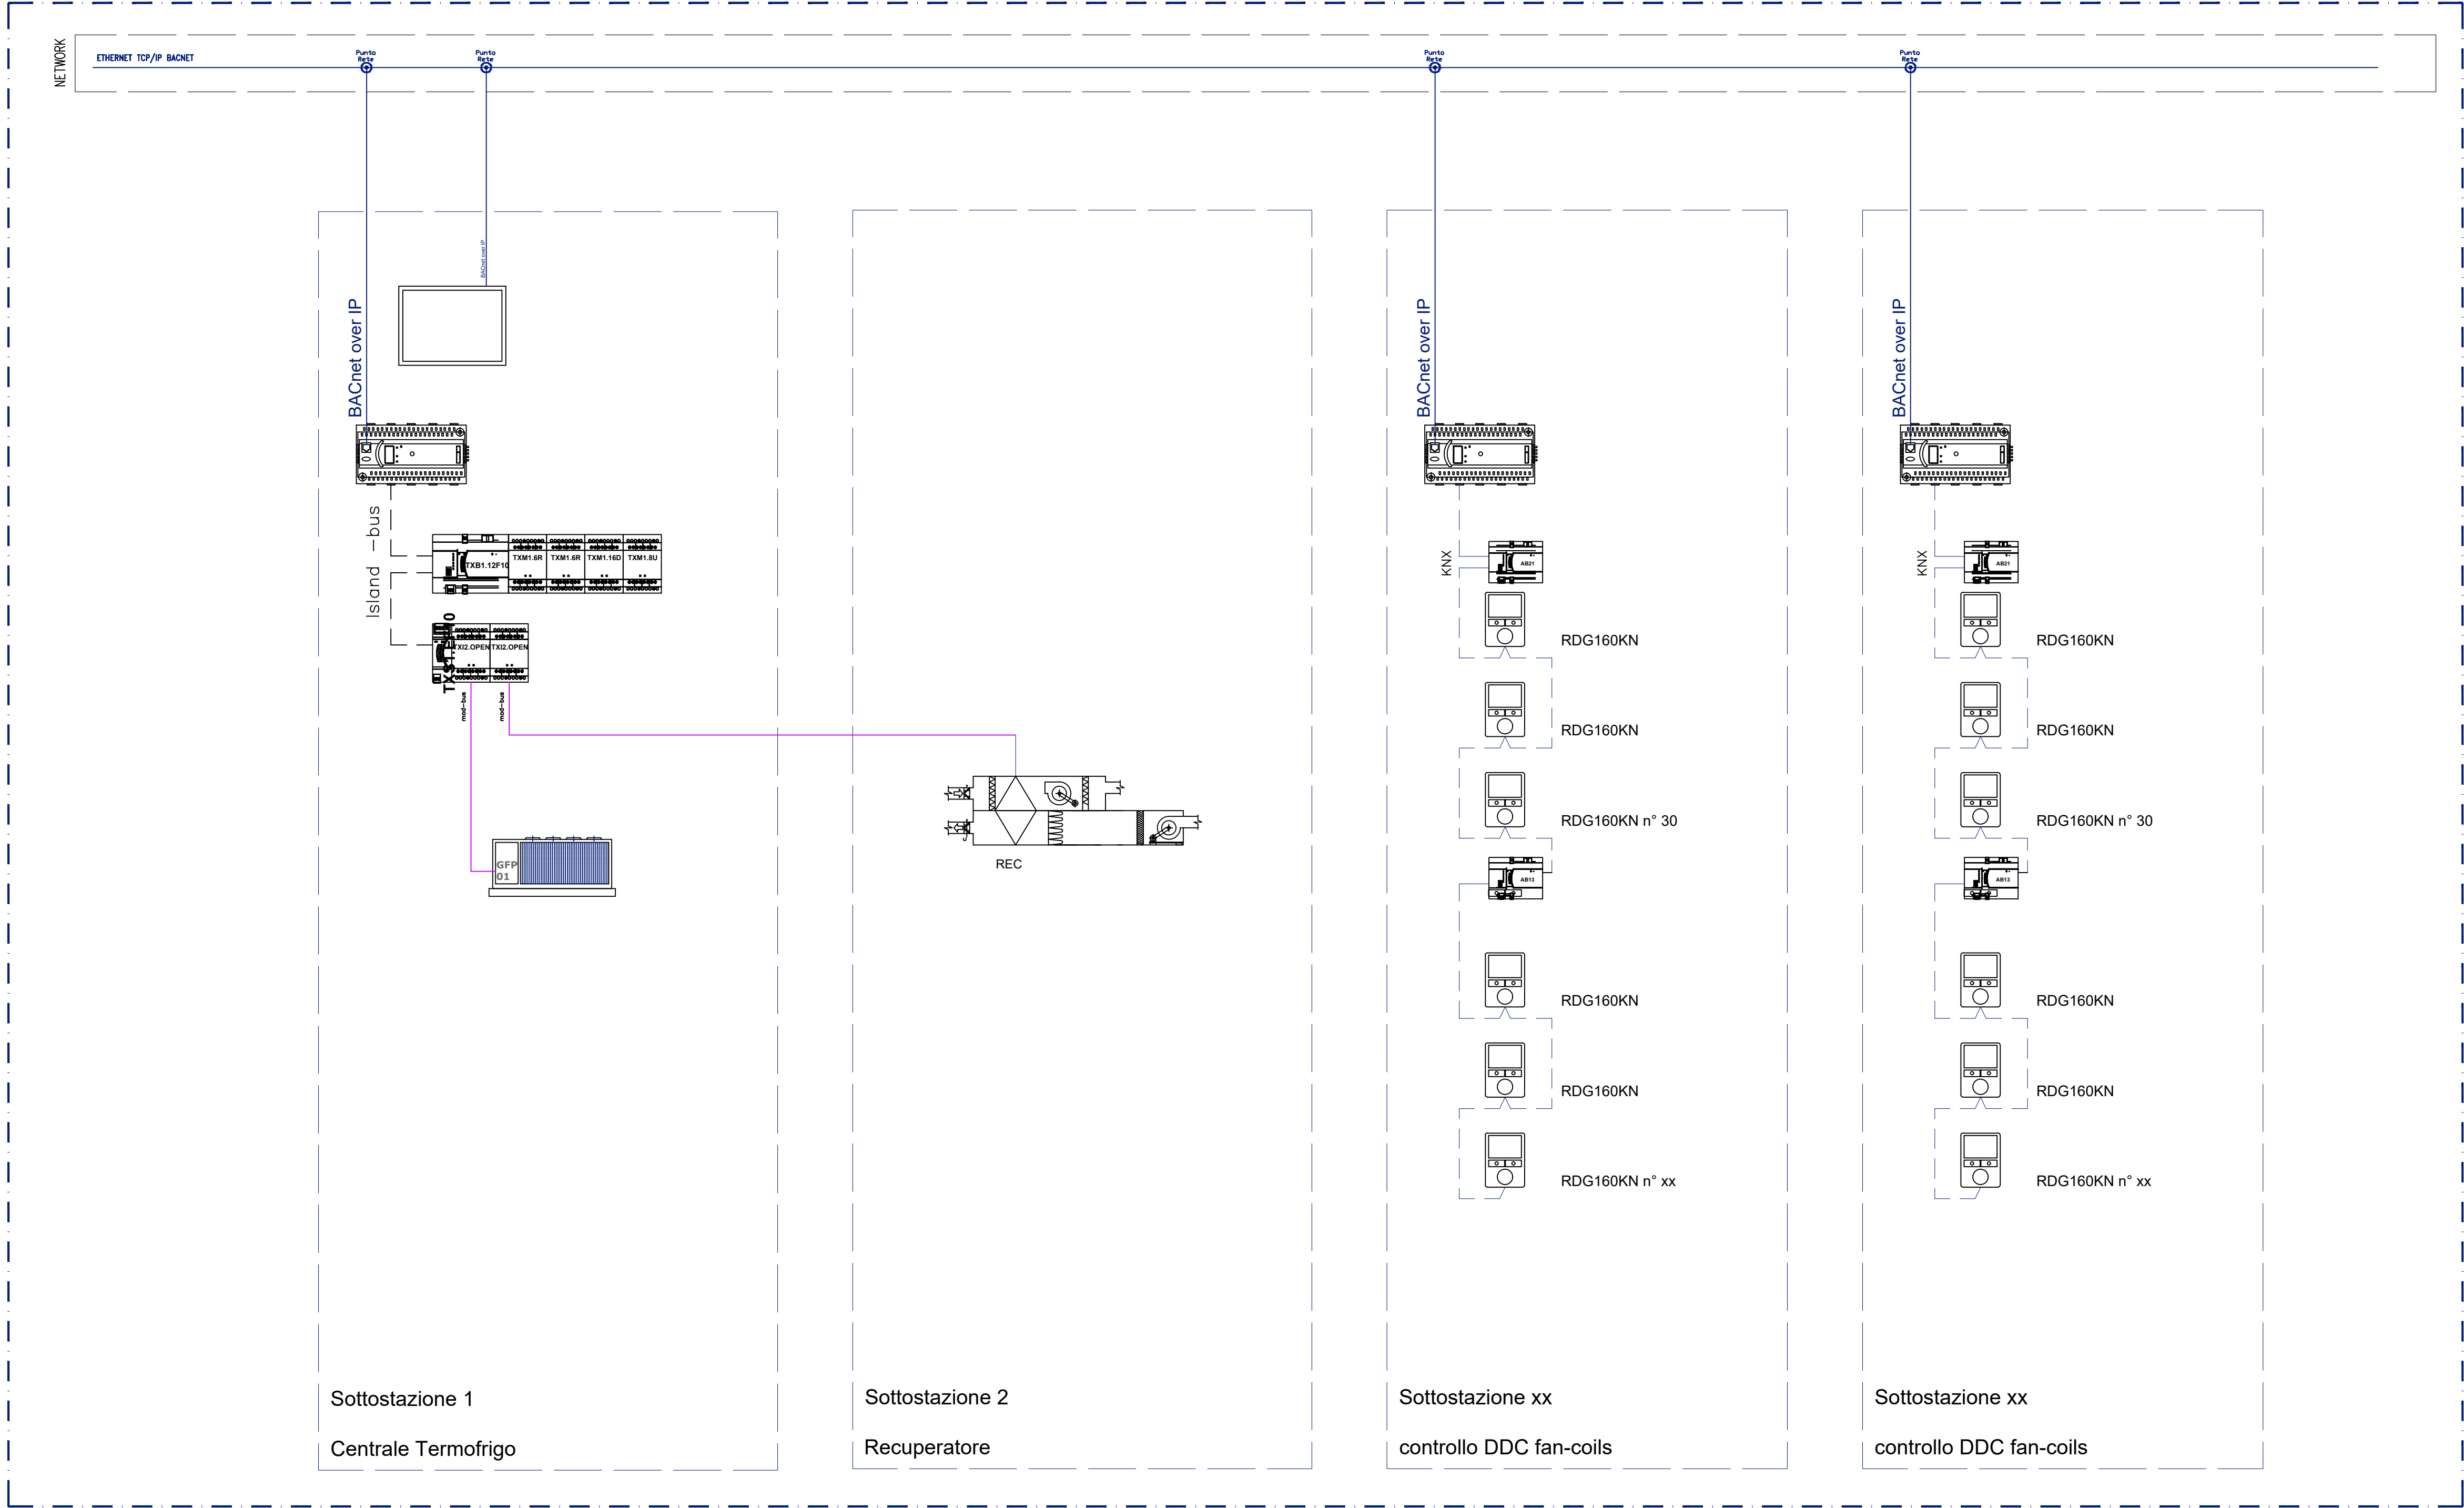 NETWORK
ETHERNET TCP/IP BACNET
Punto
Rete
Punto
Rete
Punto
Rete
Punto
Rete
BACnet over IP
BACnet over IP
BACnet over IP
BACnet over IP
Island -bus
TXB1.12F10
TXM1.6R
TXM1.6R
TXM1.16D
TXM1.8U
TXI2.OPEN
TXI2.OPEN
mod-bus
mod-bus
GFP
01
Sottostazione 1
Centrale Termofrigo
REC
Sottostazione 2
Recuperatore
KNX
AB21
RDG160KN
RDG160KN
RDG160KN n° 30
AB13
RDG160KN
RDG160KN
RDG160KN n° xx
Sottostazione xx
controllo DDC fan-coils
KNX
AB21
RDG160KN
RDG160KN
RDG160KN n° 30
AB13
RDG160KN
RDG160KN
RDG160KN n° xx
Sottostazione xx
controllo DDC fan-coils